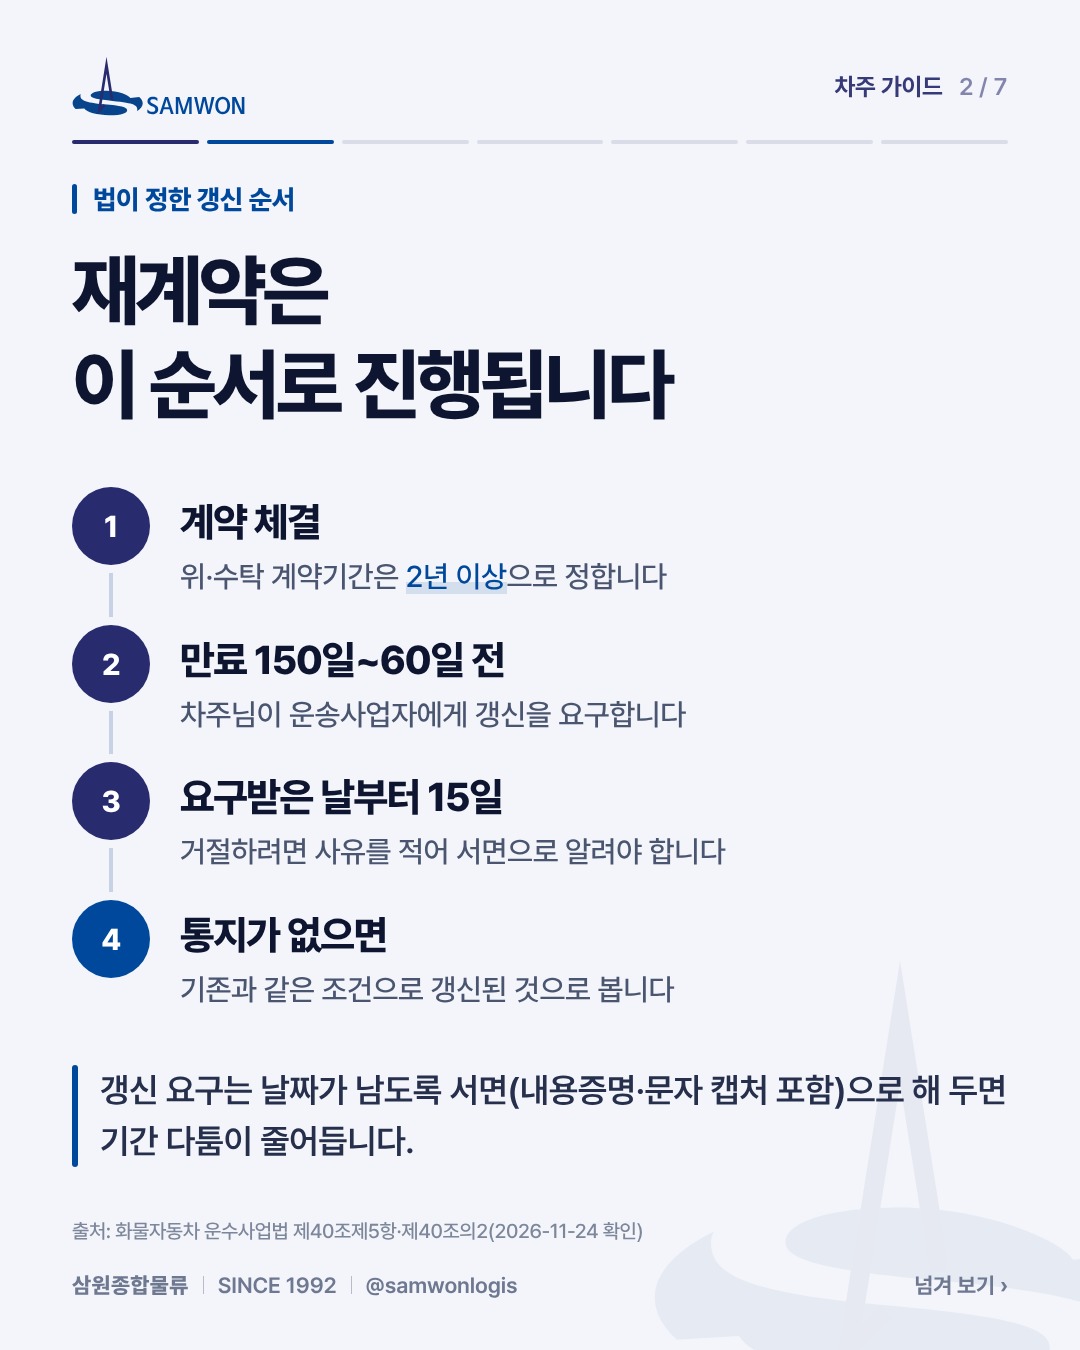 SAMWON
차주 가이드 2 / 7
법이 정한 갱신 순서
재계약은
이 순서로 진행됩니다
1
계약 체결
위·수탁 계약기간은 2년 이상으로 정합니다
2
만료 150일~60일 전
차주님이 운송사업자에게 갱신을 요구합니다
3
요구받은 날부터 15일
거절하려면 사유를 적어 서면으로 알려야 합니다
4
통지가 없으면
기존과 같은 조건으로 갱신된 것으로 봅니다
갱신 요구는 날짜가 남도록 서면(내용증명·문자 캡처 포함)으로 해 두면
기간 다툼이 줄어듭니다.
출처: 화물자동차 운수사업법 제40조제5항·제40조의2(2026-11-24 확인)
삼원종합물류 | SINCE 1992 | @samwonlogis
넘겨 보기 ›